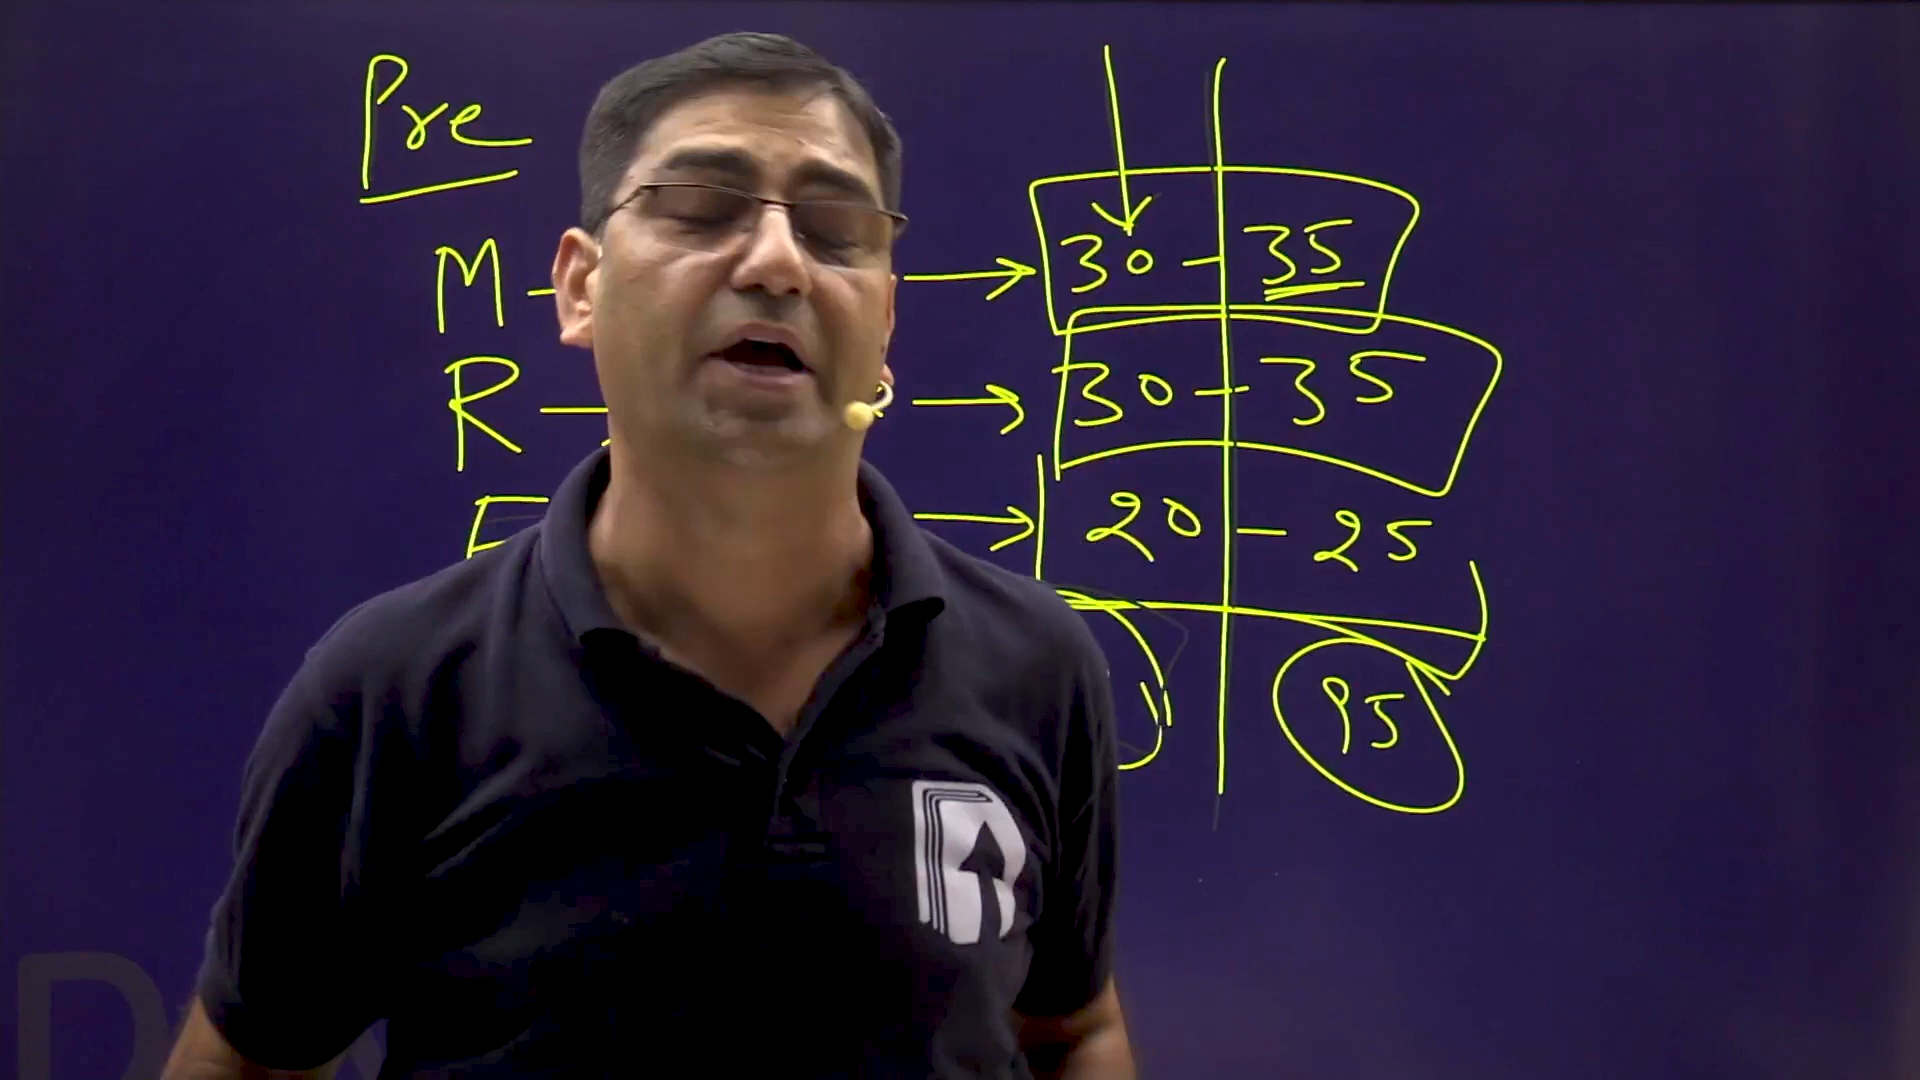 Pre
M - → 30 - 35
R - → 30 - 35
E → 20 - 25
95